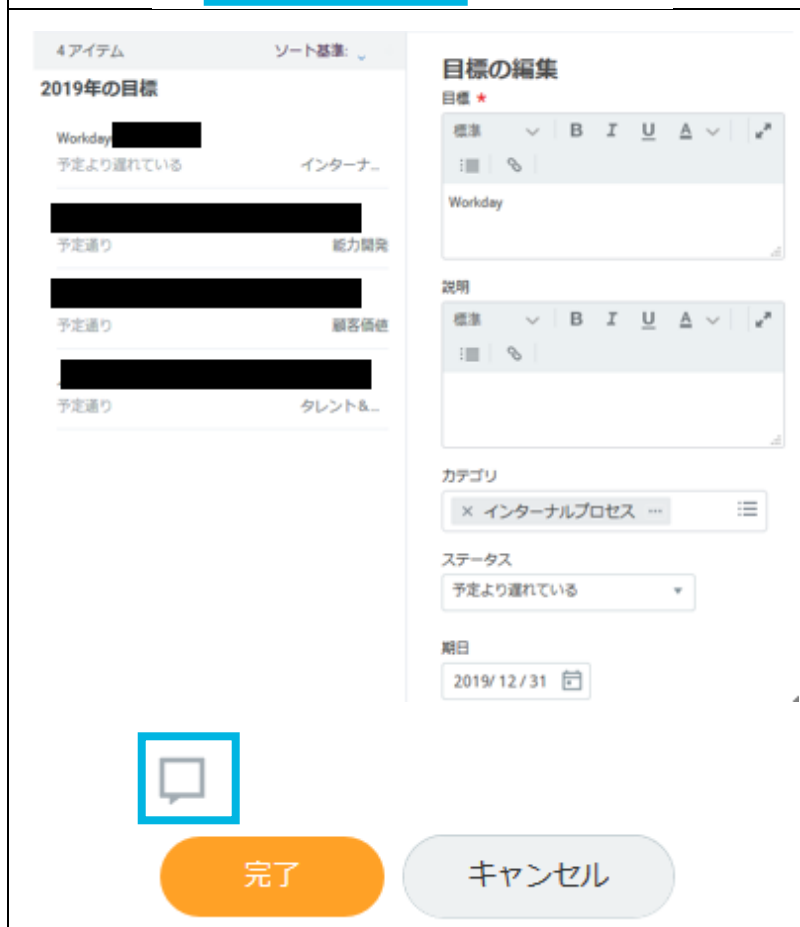 4アイテム
ソート基準:
2019年の目標
Workday
予定より遅れている
インターナ...
予定通り
能力開発
予定通り
顧客価値
予定通り
タレント&...
目標の編集
目標 *
標準 B I U A
Workday
説明
標準 B I U A
カテゴリ
× インターナルプロセス ...
ステータス
予定より遅れている
期日
2019/12/31
完了
キャンセル